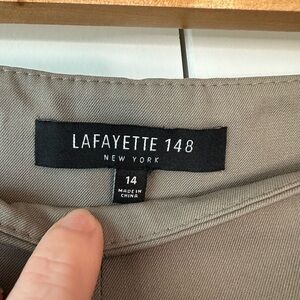 LAFAYETTE 148
NEW YORK
14
MADE IN
CHINA